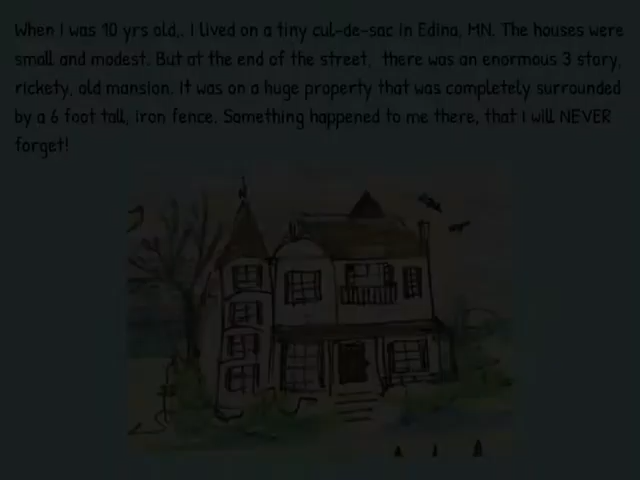 When I was 10 yrs old,. I lived on a tiny cul-de-sac in Edina, MN. The houses were
small and modest. But at the end of the street, there was an enormous 3 story,
rickety, old mansion. It was on a huge property that was completely surrounded
by a 6 foot tall, iron fence. Something happened to me there, that I will NEVER
forget!